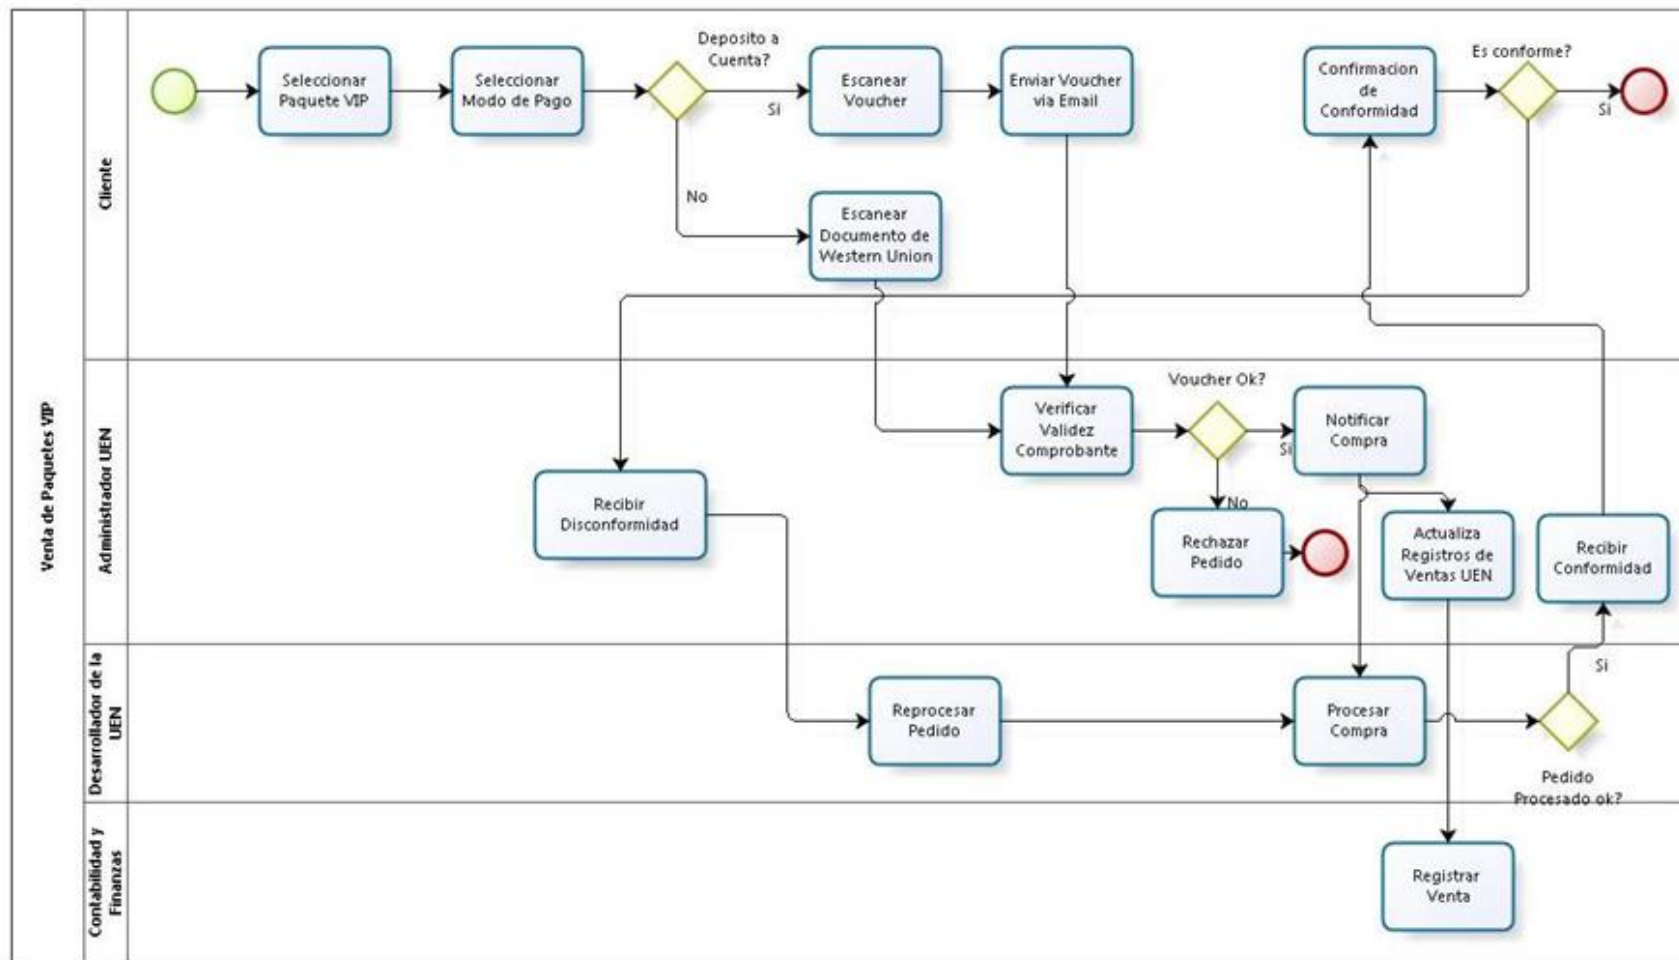 Venta de Paquetes VIP
Cliente
Seleccionar
Paquete VIP
Seleccionar
Modo de Pago
Deposito a
Cuenta?
Si
No
Escanear
Voucher
Enviar Voucher
via Email
Escanear
Documento de
Western Union
Confirmacion
de
Conformidad
Es conforme?
Si
Administrador UEN
Recibir
Disconformidad
Verificar
Validez
Comprobante
Voucher Ok?
Si
No
Notificar
Compra
Rechazar
Pedido
Actualiza
Registros de
Ventas UEN
Recibir
Conformidad
Desarrollador de la
UEN
Reprocesar
Pedido
Procesar
Compra
Si
Pedido
Procesado ok?
Contabilidad y
Finanzas
Registrar
Venta